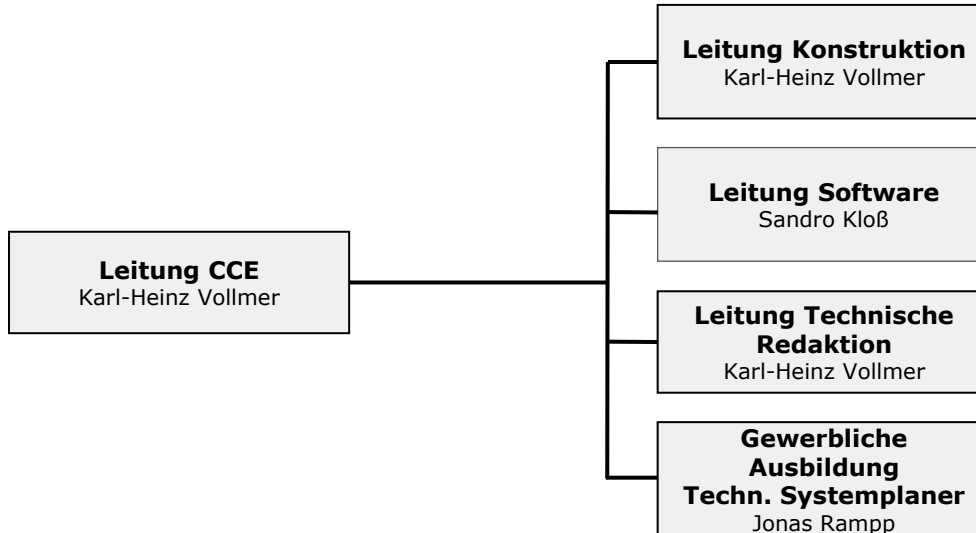 Leitung CCE
Karl-Heinz Vollmer
Leitung Konstruktion
Karl-Heinz Vollmer
Leitung Software
Sandro Kloß
Leitung Technische
Redaktion
Karl-Heinz Vollmer
Gewerbliche
Ausbildung
Techn. Systemplaner
Jonas Rampp